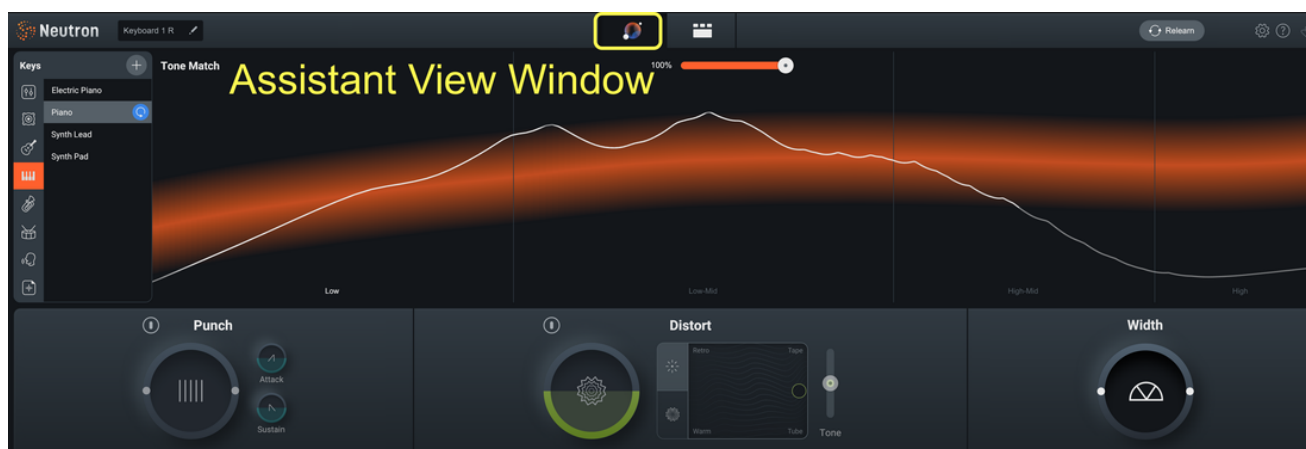 Neutron
Keyboard 1 R
Relearn
Keys
Tone Match
100%
Assistant View Window
Electric Piano
Piano
Synth Lead
Synth Pad
Low
Low-Mid
High-Mid
High
Punch
Attack
Sustain
Distort
Retro
Tape
Warm
Tube
Tone
Width